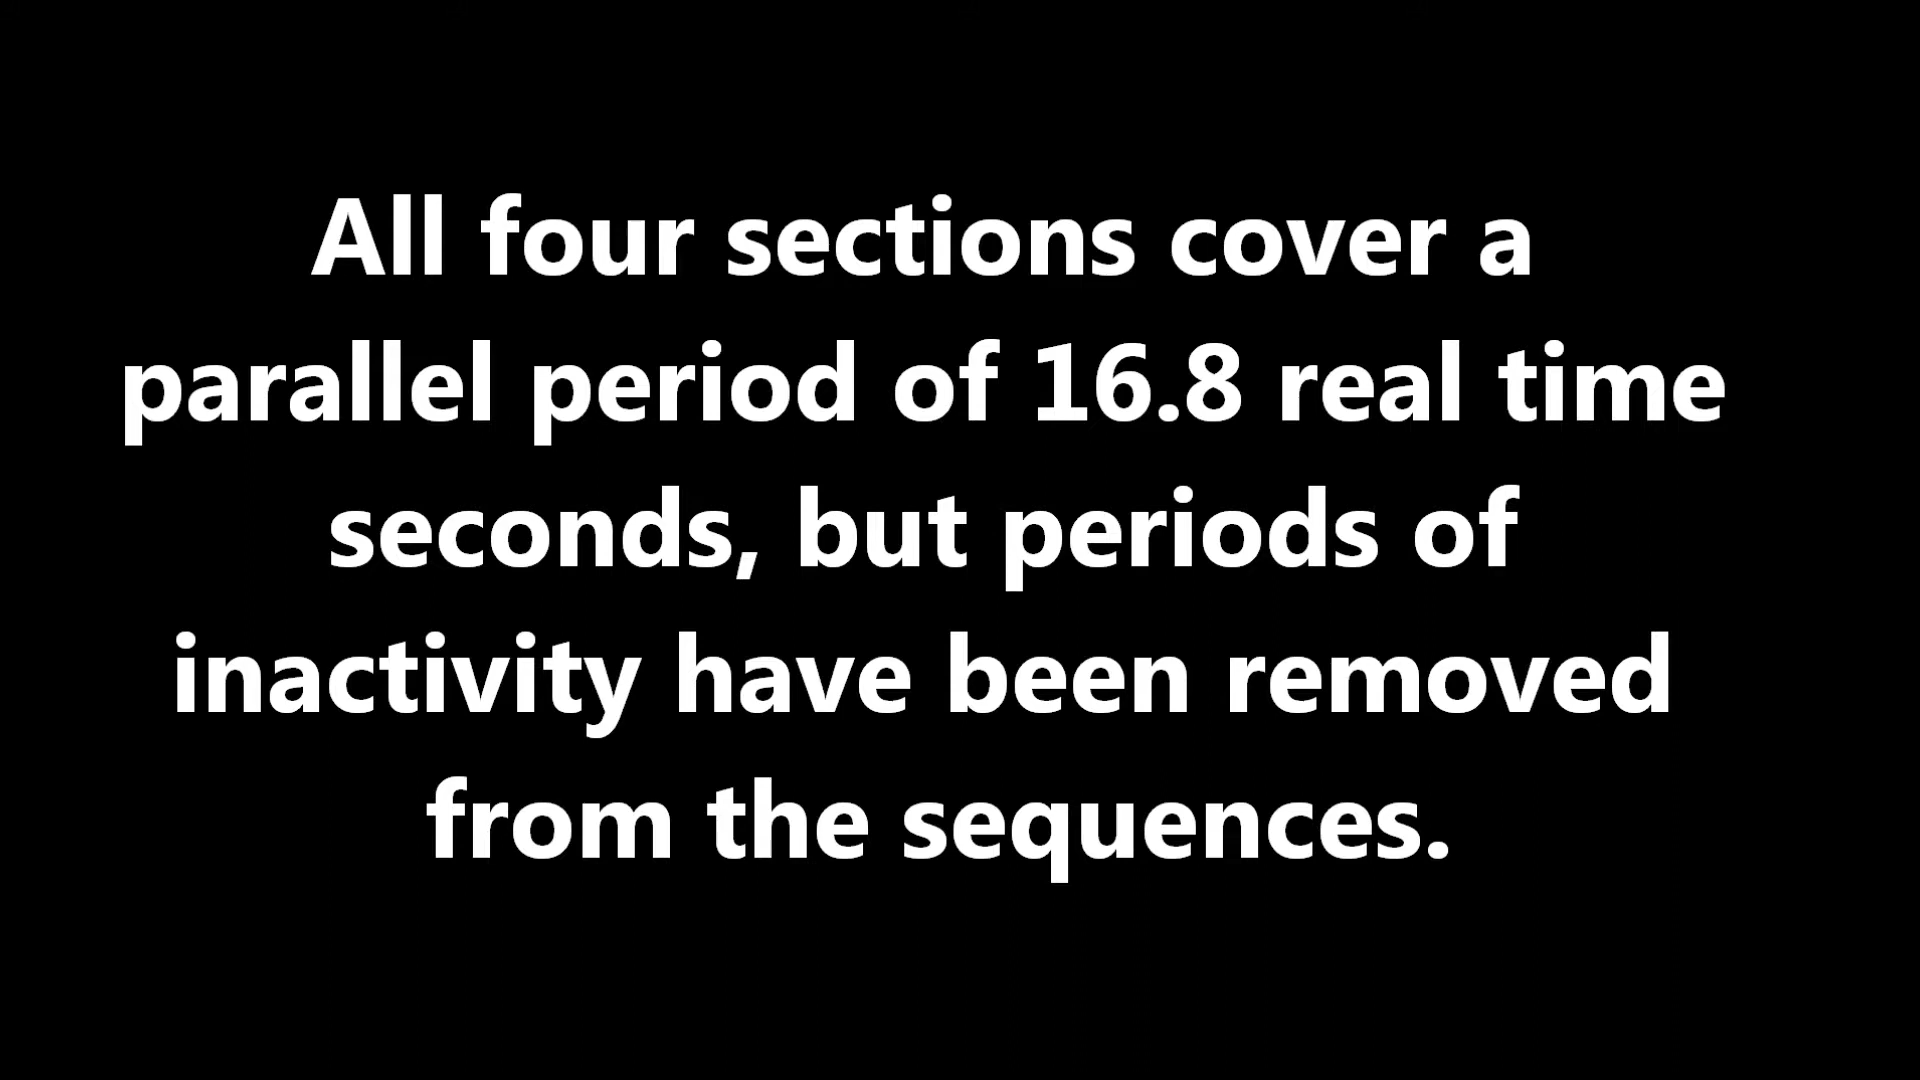 All four sections cover a
parallel period of 16.8 real time
seconds, but periods of
inactivity have been removed
from the sequences.